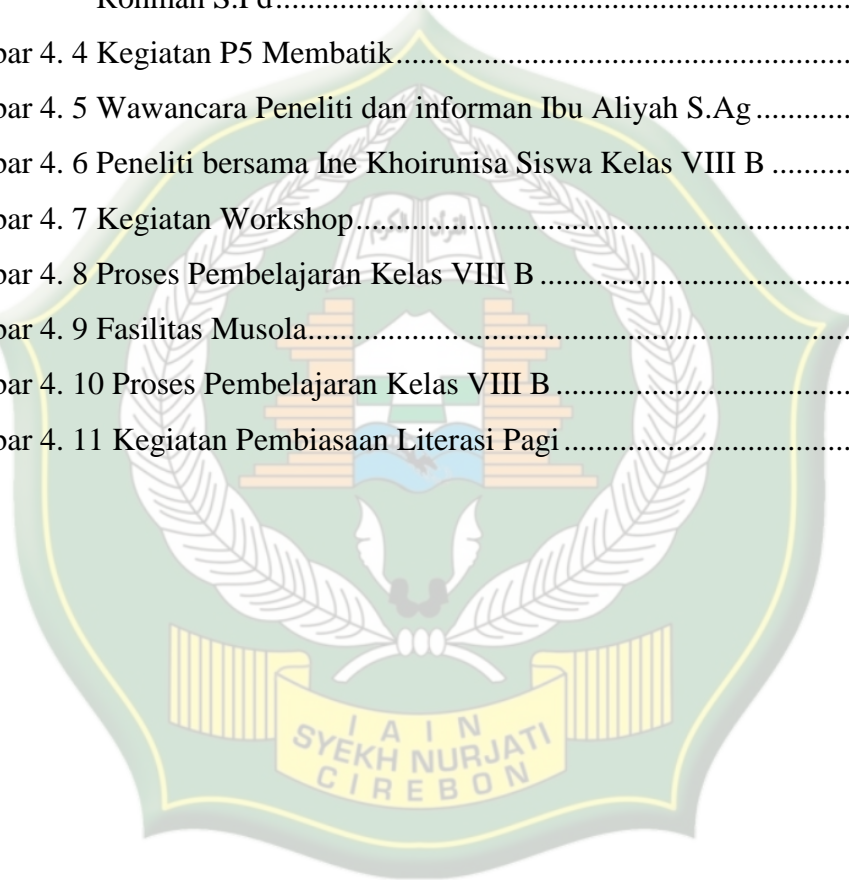 S.Pd....................................................................
bar 4. 4 Kegiatan P5 Membatik.......................................................
bar 4. 5 Wawancara Peneliti dan informan Ibu Aliyah S.Ag............
bar 4. 6 Peneliti bersama Ine Khoirunisa Siswa Kelas VIII B..........
bar 4. 7 Kegiatan Workshop............................................................
bar 4. 8 Proses Pembelajaran Kelas VIII B......................................
bar 4. 9 Fasilitas Musola..................................................................
bar 4. 10 Proses Pembelajaran Kelas VIII B....................................
bar 4. 11 Kegiatan Pembiasaan Literasi Pagi...................................
القرآن الكريم
IAIN
SYEKH NURJATI
CIREBON